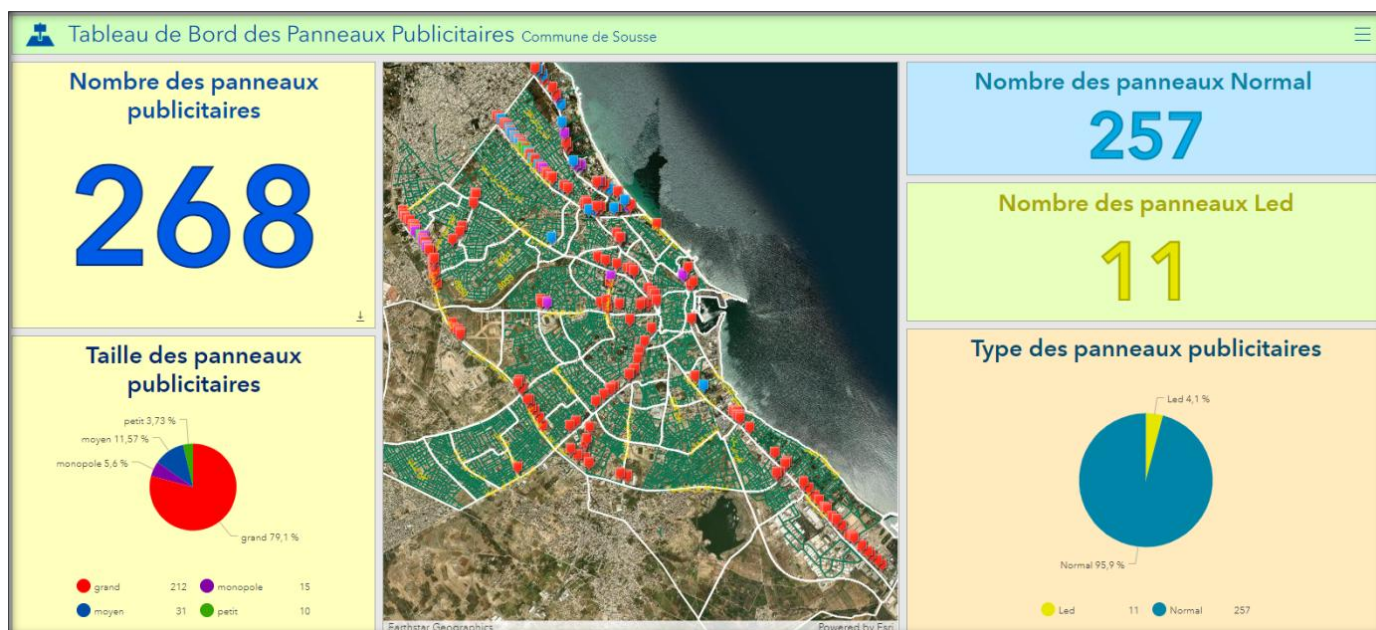 Tableau de Bord des Panneaux Publicitaires Commune de Sousse
Nombre des panneaux
publicitaires
268
Taille des panneaux
publicitaires
petit 3,73 %
moyen 11,57 %
monopole 5,6 %
grand 79,1 %
grand 212
monopole 15
moyen 31
petit 10
Earthstar Geographics
Powered by Esri
Nombre des panneaux Normal
257
Nombre des panneaux Led
11
Type des panneaux publicitaires
Led 4,1 %
Normal 95,9 %
Led 11
Normal 257